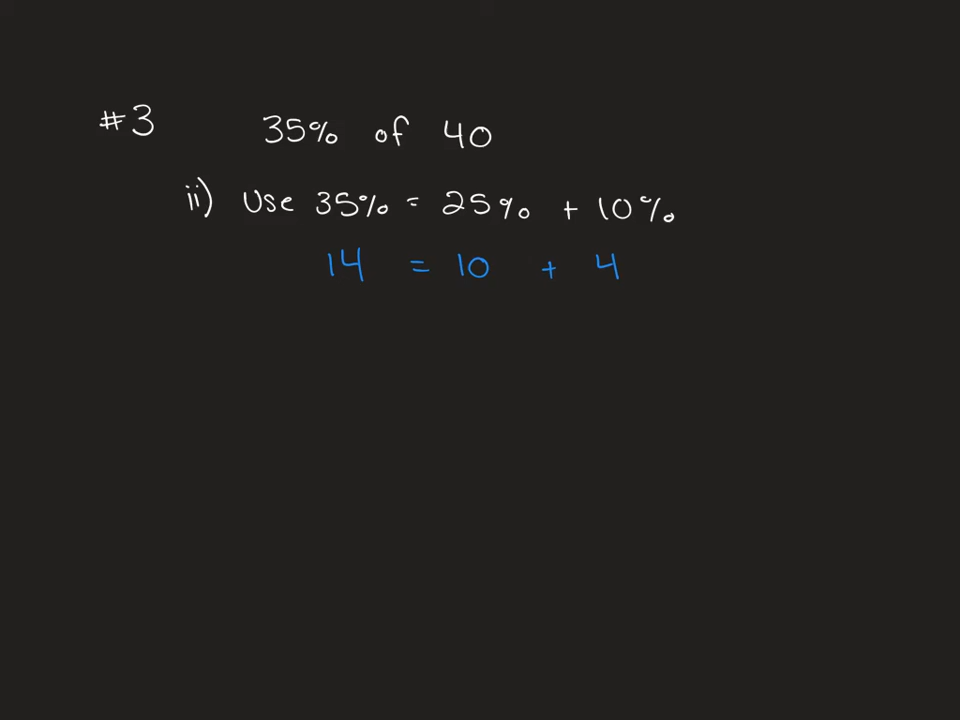 #3 35% of 40
ii) Use 35% = 25% + 10%
14 = 10 + 4